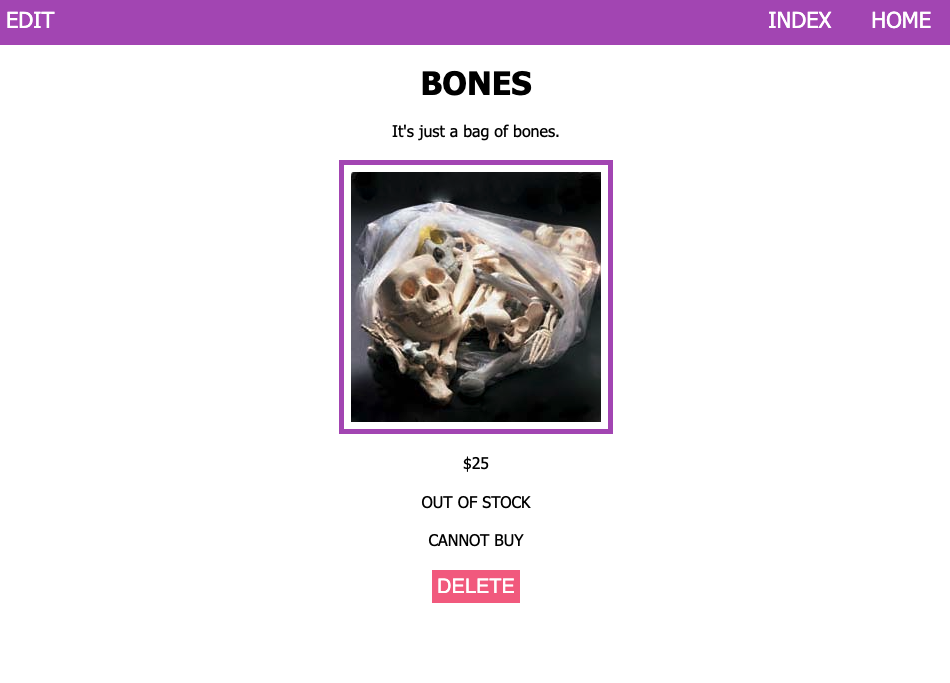 EDIT INDEX HOME
BONES
It's just a bag of bones.
$25
OUT OF STOCK
CANNOT BUY
DELETE